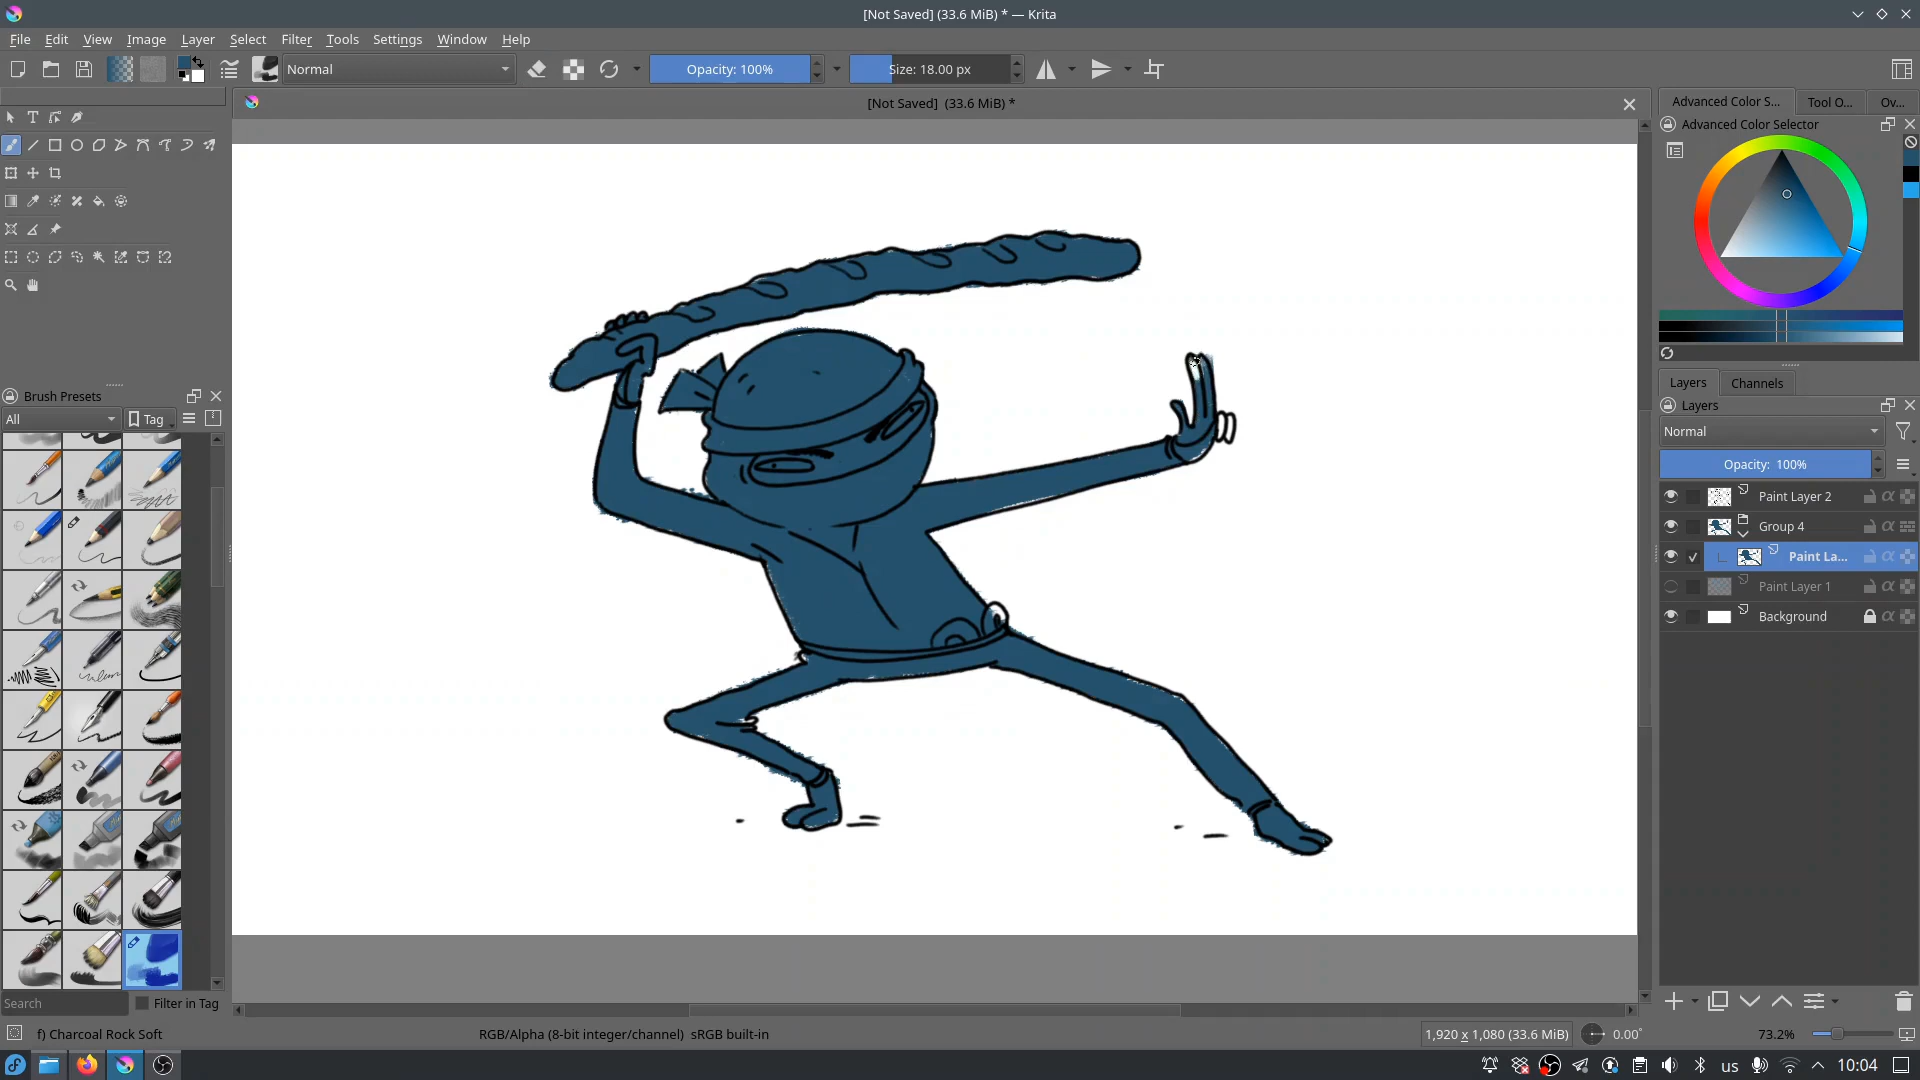 [Not Saved] (33.6 MiB) * — Krita
File Edit View Image Layer Select Filter Tools Settings Window Help
Normal
Opacity: 100%
Size: 18.00 px
[Not Saved] (33.6 MiB) *
Advanced Color S... Tool O... Ov...
Advanced Color Selector
Brush Presets
All
Tag
Layers Channels
Layers
Normal
Opacity: 100%
Paint Layer 2
Group 4
Paint La...
Paint Layer 1
Background
Search
Filter in Tag
f) Charcoal Rock Soft
RGB/Alpha (8-bit integer/channel) sRGB built-in
1,920 x 1,080 (33.6 MiB)
0.00°
73.2%
us
10:04